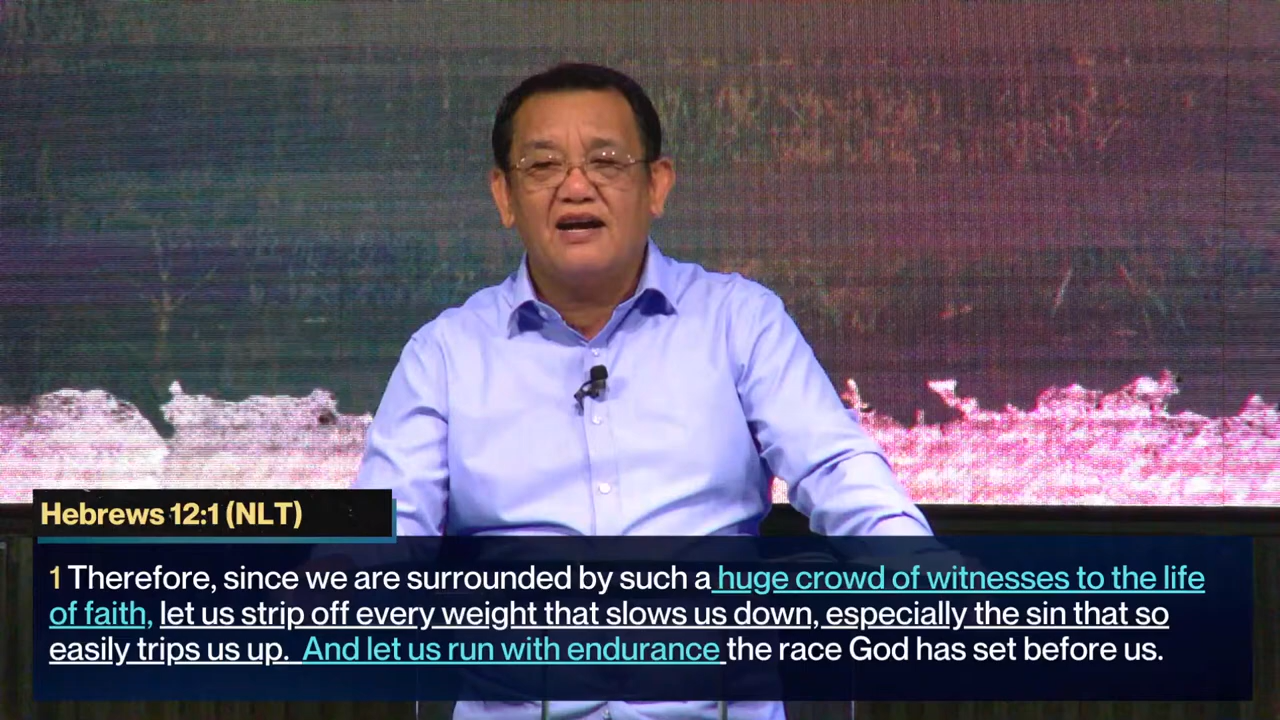 Hebrews 12:1 (NLT)
1 Therefore, since we are surrounded by such a huge crowd of witnesses to the life
of faith, let us strip off every weight that slows us down, especially the sin that so
easily trips us up. And let us run with endurance the race God has set before us.